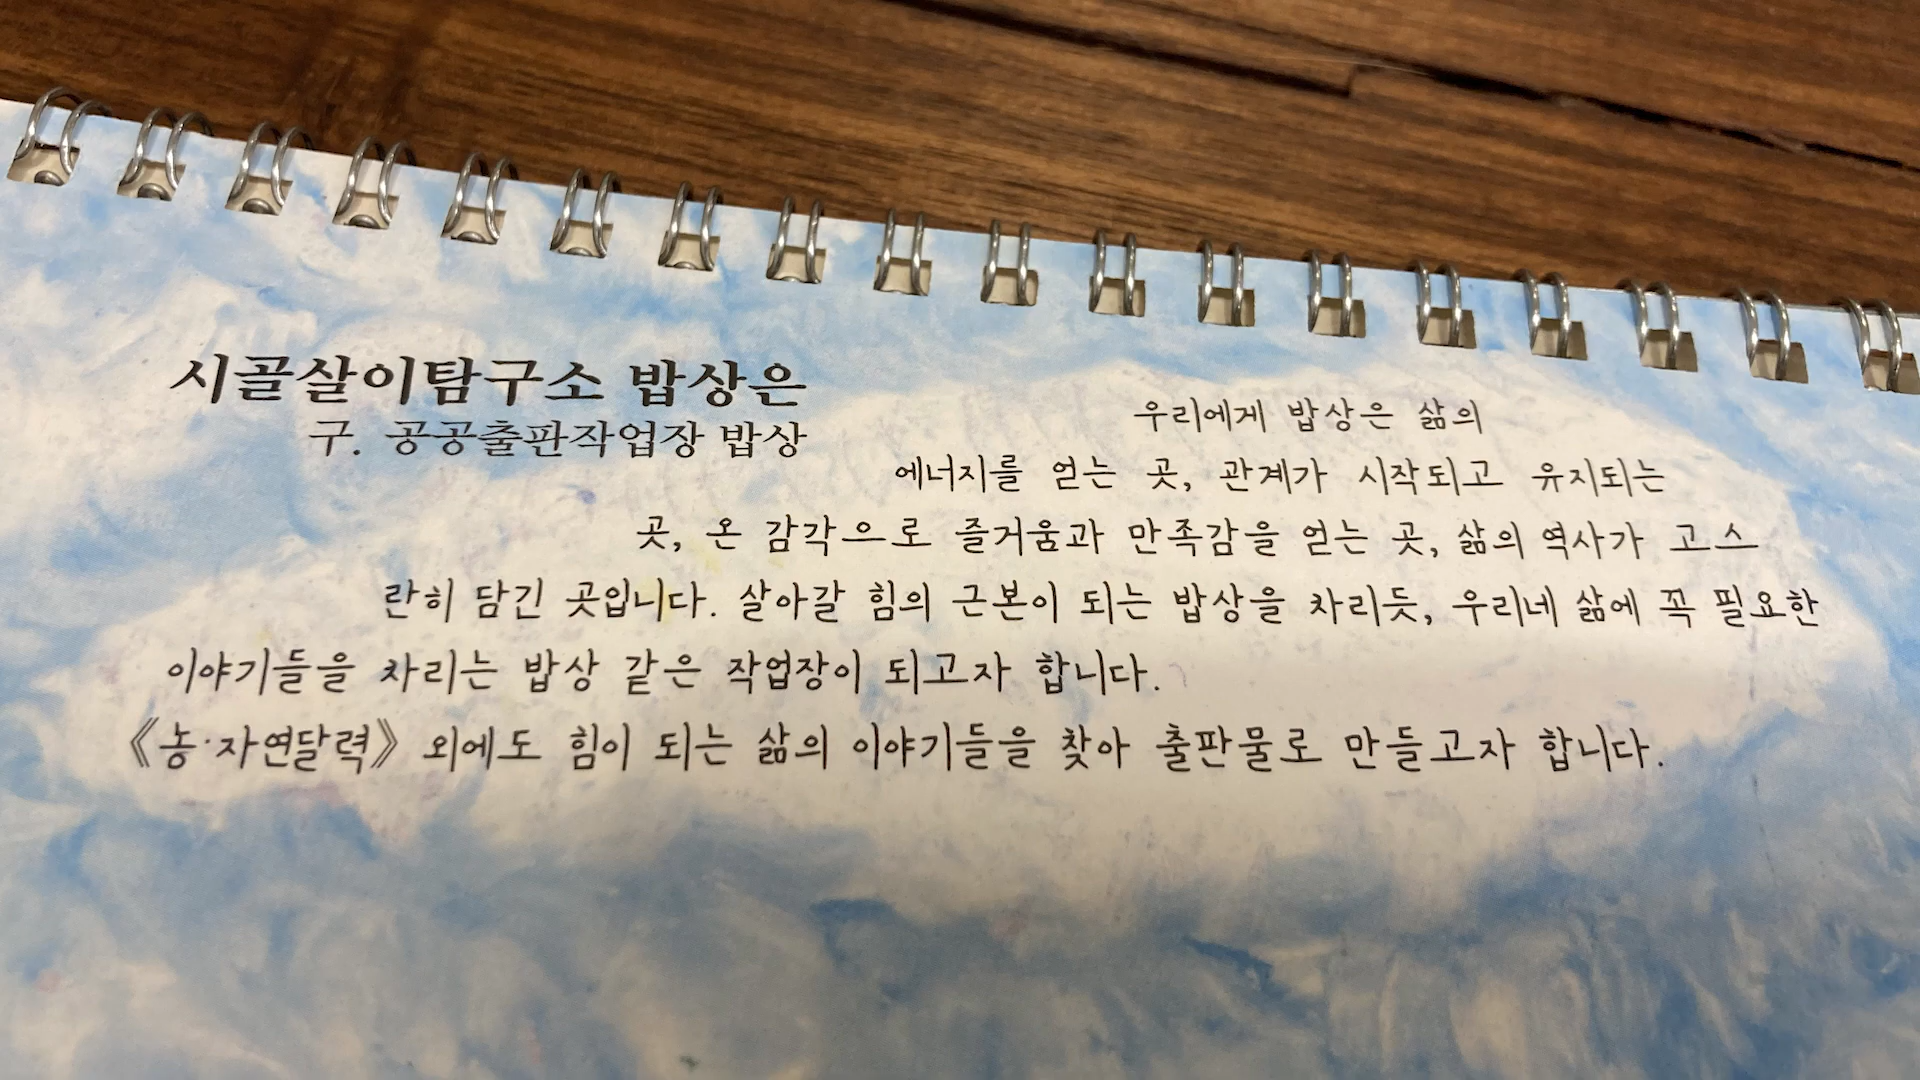 시골살이탐구소 밥상은
구. 공공출판작업장 밥상
우리에게 밥상은 삶의
에너지를 얻는 곳, 관계가 시작되고 유지되는
곳, 온 감각으로 즐거움과 만족감을 얻는 곳, 삶의 역사가 고스
란히 담긴 곳입니다. 살아갈 힘의 근본이 되는 밥상을 차리듯, 우리네 삶에 꼭 필요한
이야기들을 차리는 밥상 같은 작업장이 되고자 합니다.
《농·자연달력》 외에도 힘이 되는 삶의 이야기들을 찾아 출판물로 만들고자 합니다.